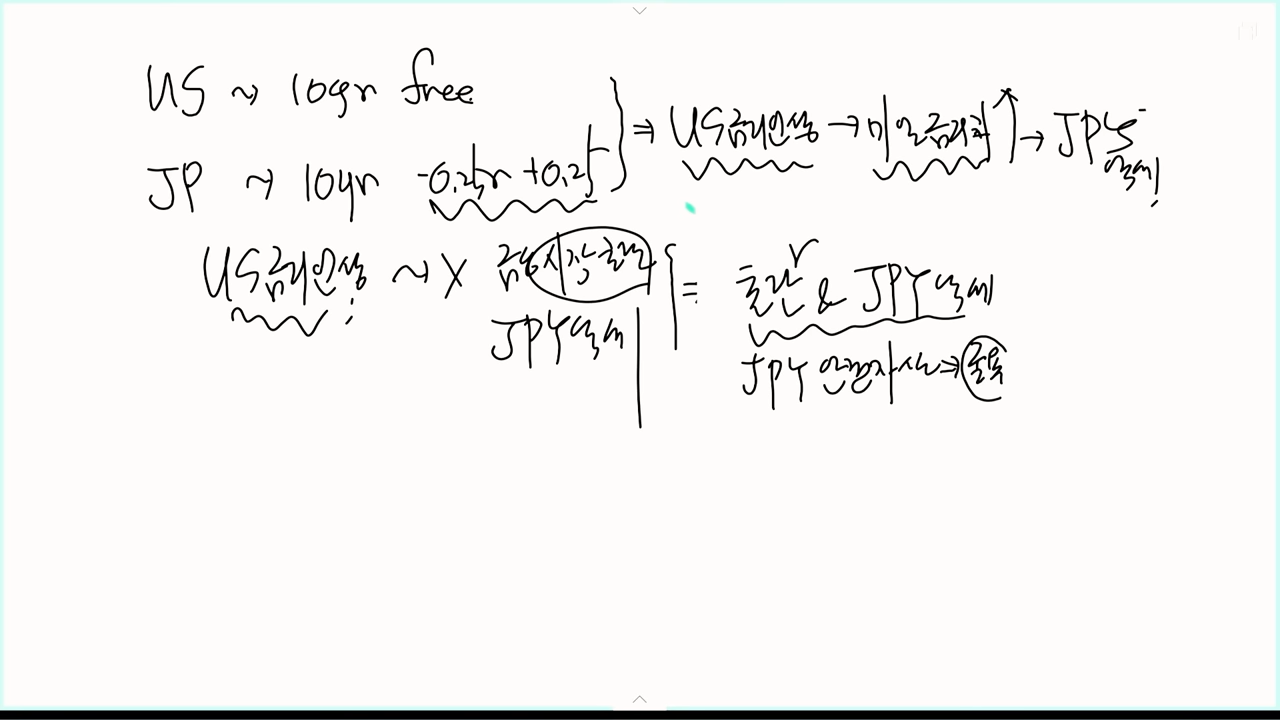 US ~> 10yr free
JP ~> 10yr -0.2 +0.2 } ⇒ US금리인상 → 미일금리차 ↑ → JPY약세!
US금리인상! ~> X 금융시장혼란 JPY약세 } = 혼란 & JPY약세
JPY 안전자산 ⇒